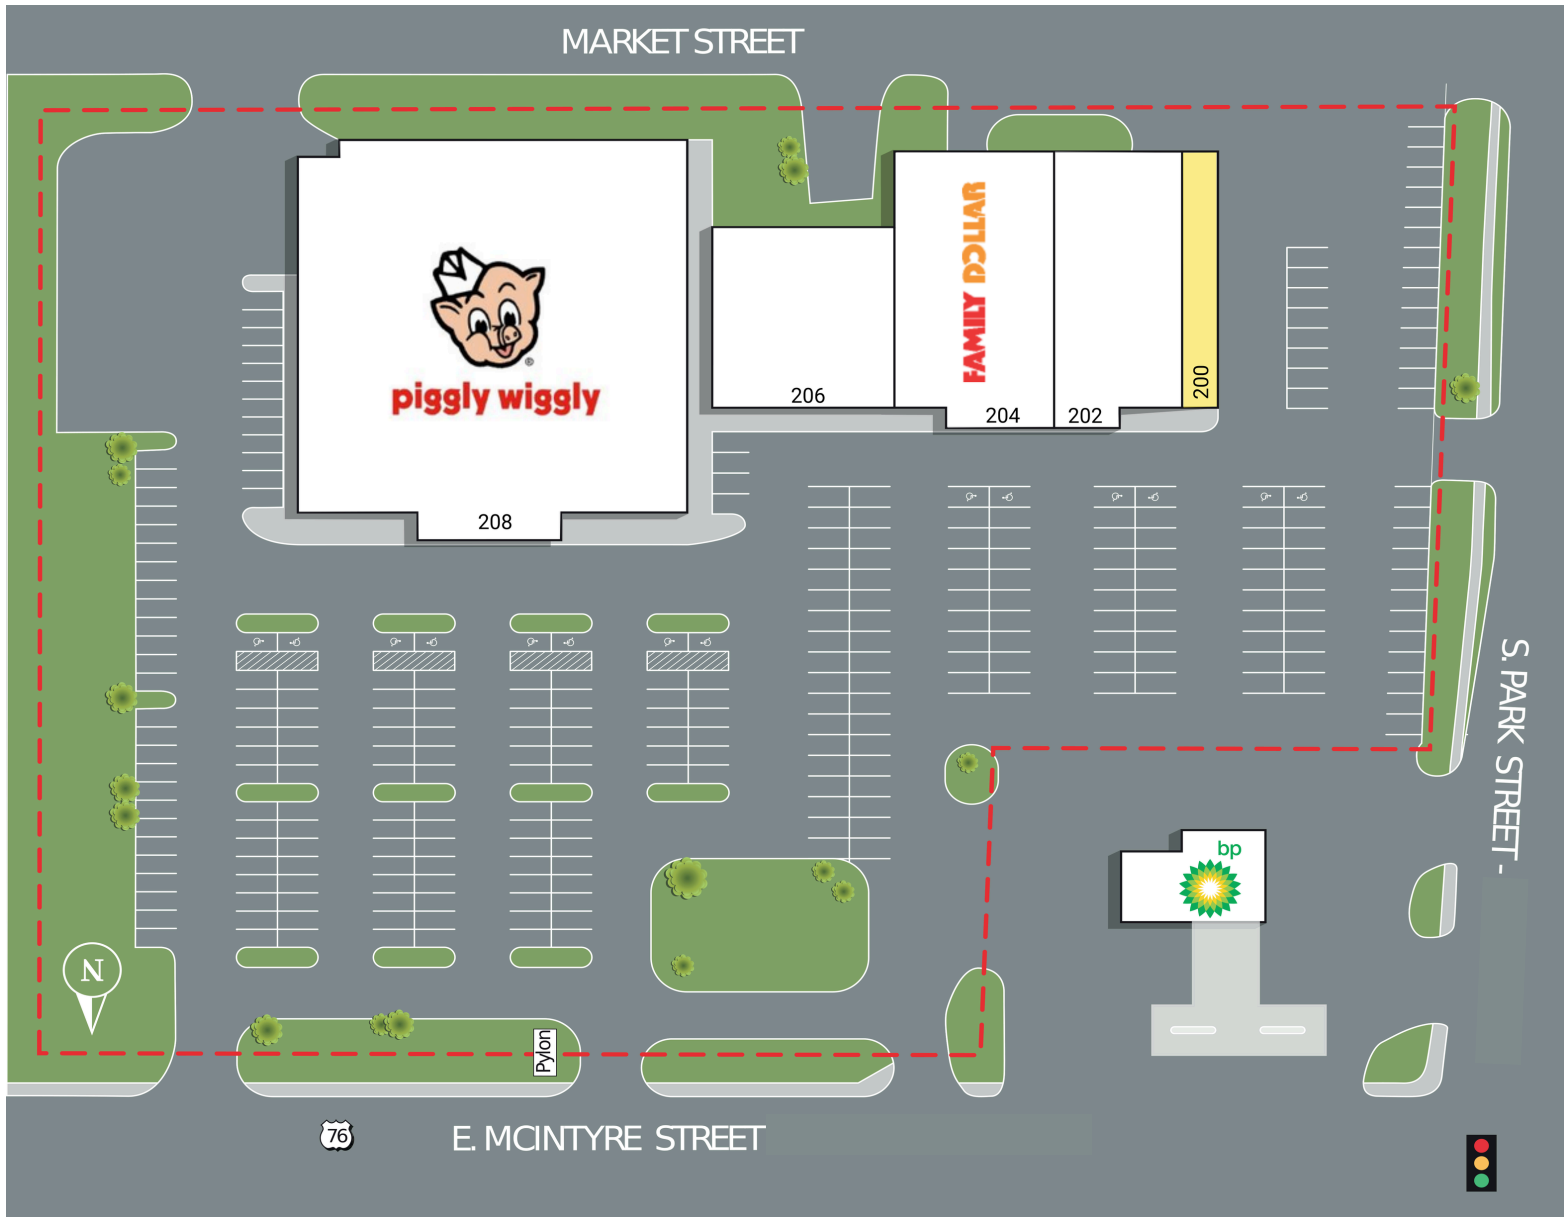 MARKET STREET
FAMILY DOLLAR
piggly wiggly
®
206
204
202
200
208
S. PARK STREET -
bp
N
Pylon
76
E. MCINTYRE STREET